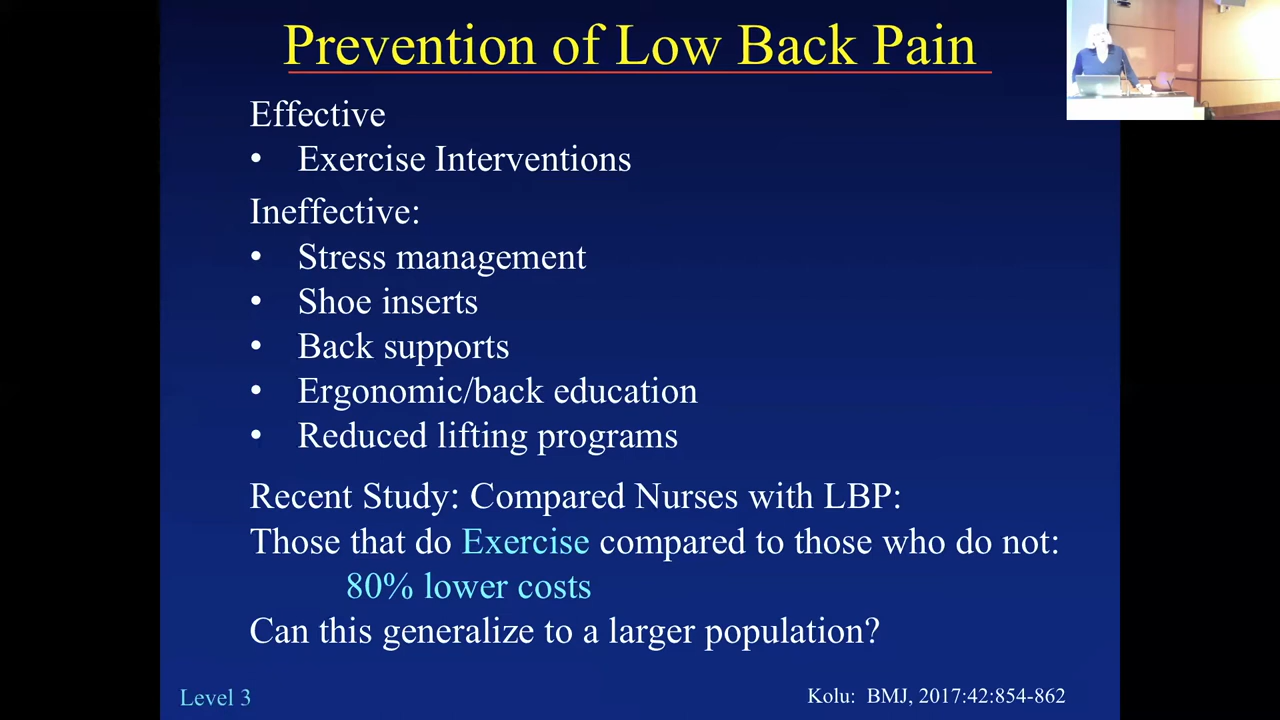 Prevention of Low Back Pain
Effective
• Exercise Interventions
Ineffective:
• Stress management
• Shoe inserts
• Back supports
• Ergonomic/back education
• Reduced lifting programs
Recent Study: Compared Nurses with LBP:
Those that do Exercise compared to those who do not:
80% lower costs
Can this generalize to a larger population?
Level 3
Kolu: BMJ, 2017:42:854-862